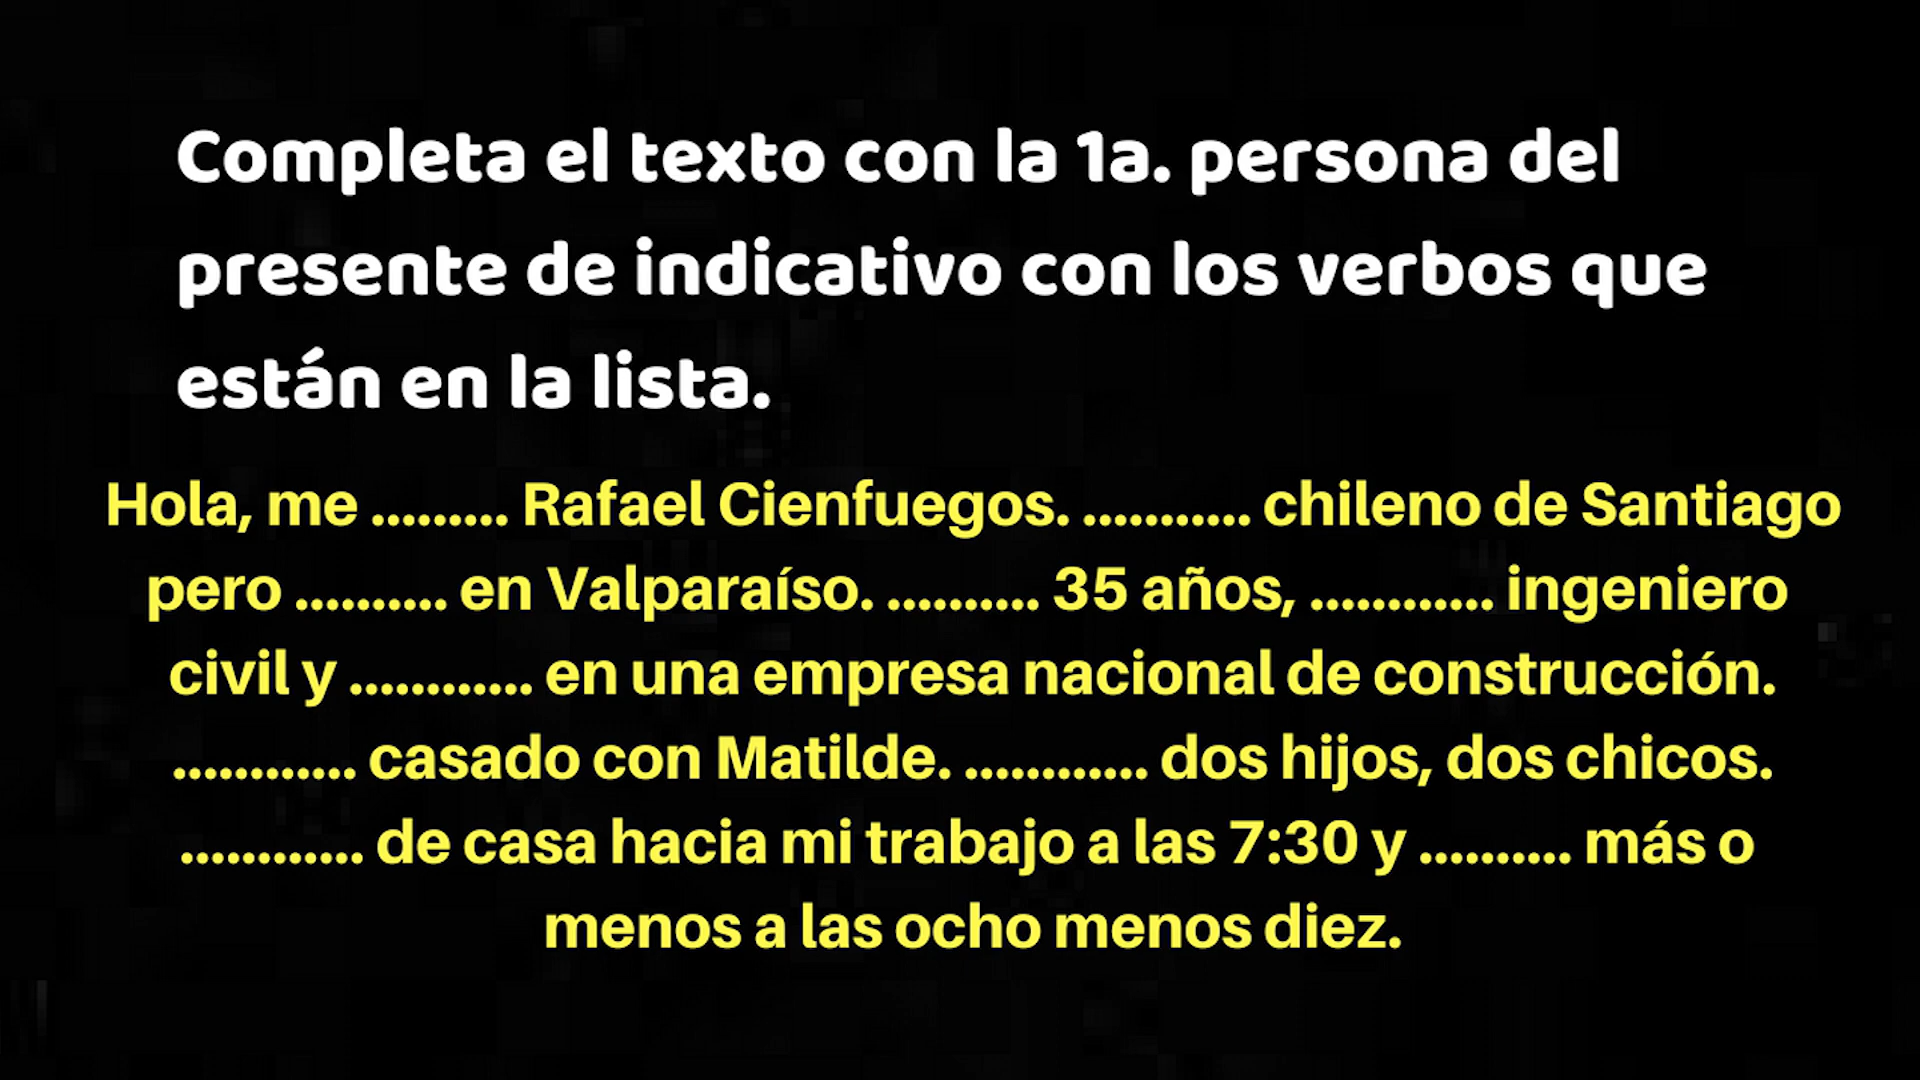 Completa el texto con la 1a. persona del
presente de indicativo con los verbos que
están en la lista.
Hola, me ......... Rafael Cienfuegos. ........... chileno de Santiago
pero .......... en Valparaíso. .......... 35 años, ............ ingeniero
civil y ............ en una empresa nacional de construcción.
............ casado con Matilde. ............ dos hijos, dos chicos.
............ de casa hacia mi trabajo a las 7:30 y .......... más o
menos a las ocho menos diez.